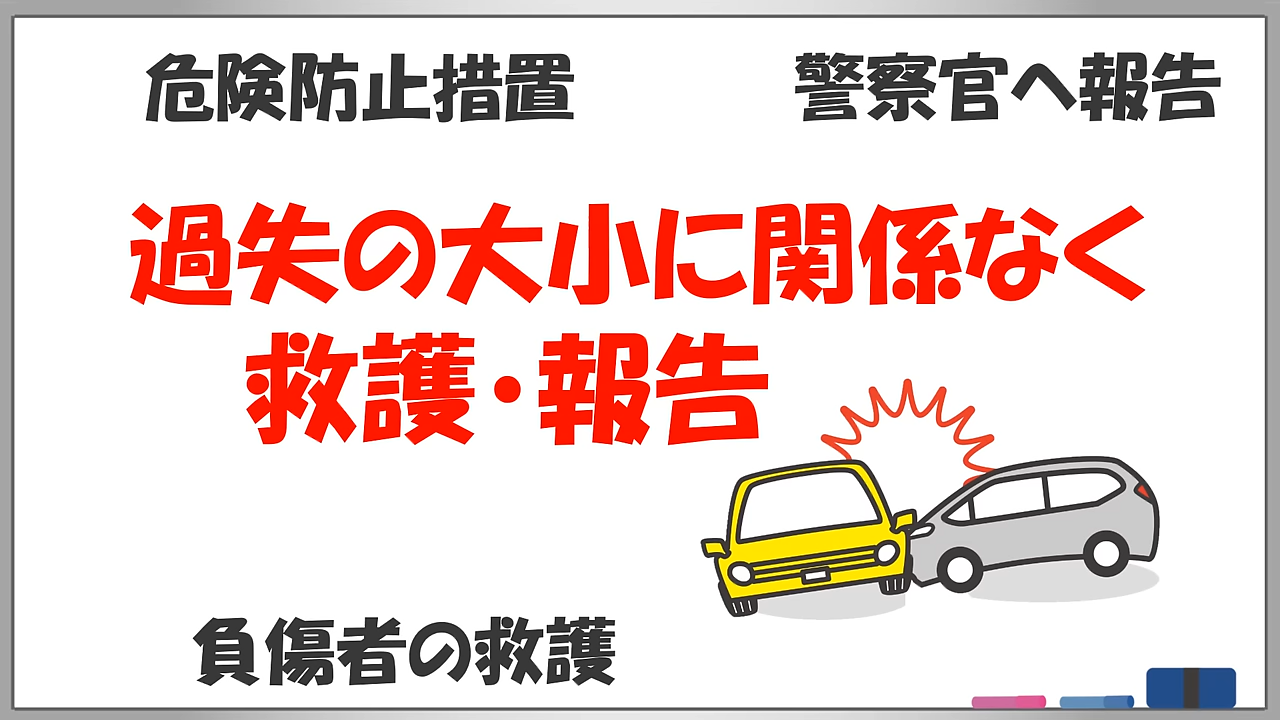 危険防止措置
警察官へ報告
過失の大小に関係なく
救護・報告
負傷者の救護